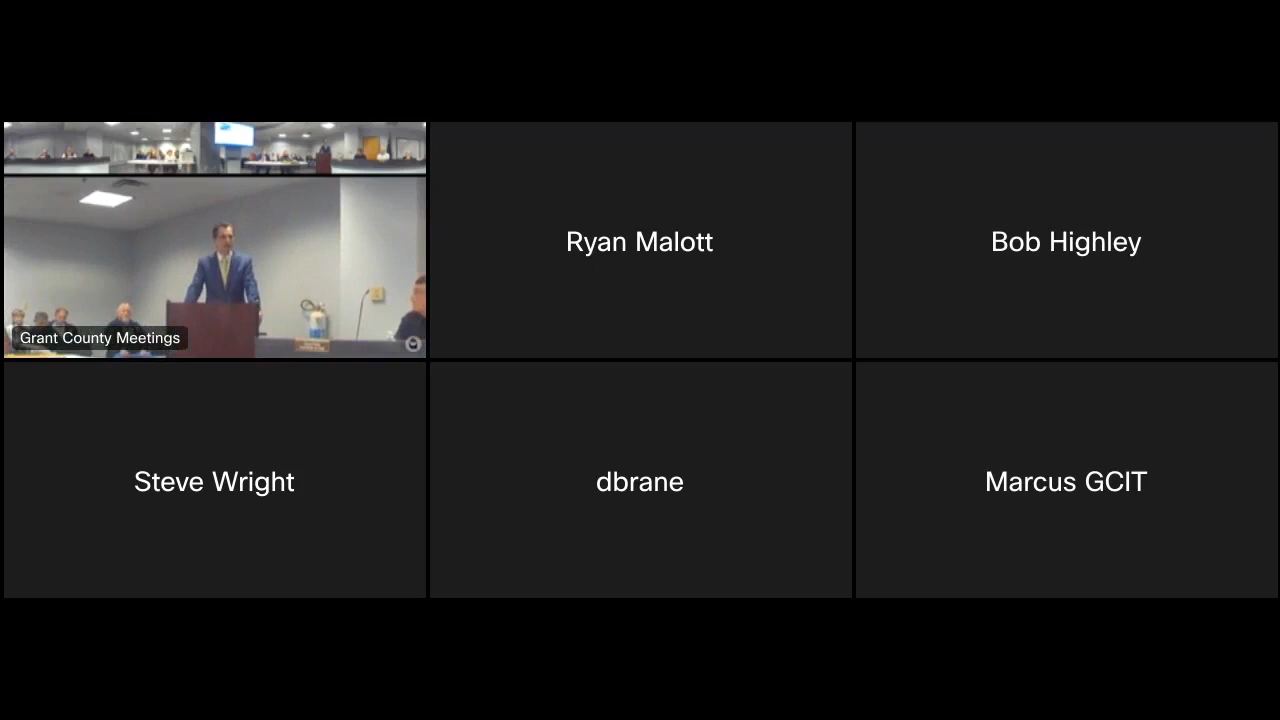 Grant County Meetings
Ryan Malott
Bob Highley
Steve Wright
dbrane
Marcus GCIT